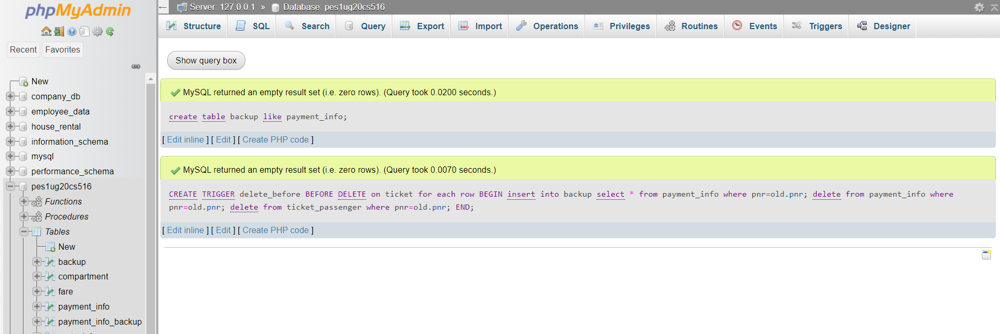 phpMyAdmin
Recent Favorites
New
company_db
employee_data
house_rental
information_schema
mysql
performance_schema
pes1ug20cs516
Functions
Procedures
Tables
New
backup
compartment
fare
payment_info
payment_info_backup
Server: 127.0.0.1 » Database: pes1ug20cs516
Structure SQL Search Query Export Import Operations Privileges Routines Events Triggers Designer
Show query box
MySQL returned an empty result set (i.e. zero rows). (Query took 0.0200 seconds.)
create table backup like payment_info;
[ Edit inline ] [ Edit ] [ Create PHP code ]
MySQL returned an empty result set (i.e. zero rows). (Query took 0.0070 seconds.)
CREATE TRIGGER delete_before BEFORE DELETE on ticket for each row BEGIN insert into backup select * from payment_info where pnr=old.pnr; delete from payment_info where
pnr=old.pnr; delete from ticket_passenger where pnr=old.pnr; END;
[ Edit inline ] [ Edit ] [ Create PHP code ]